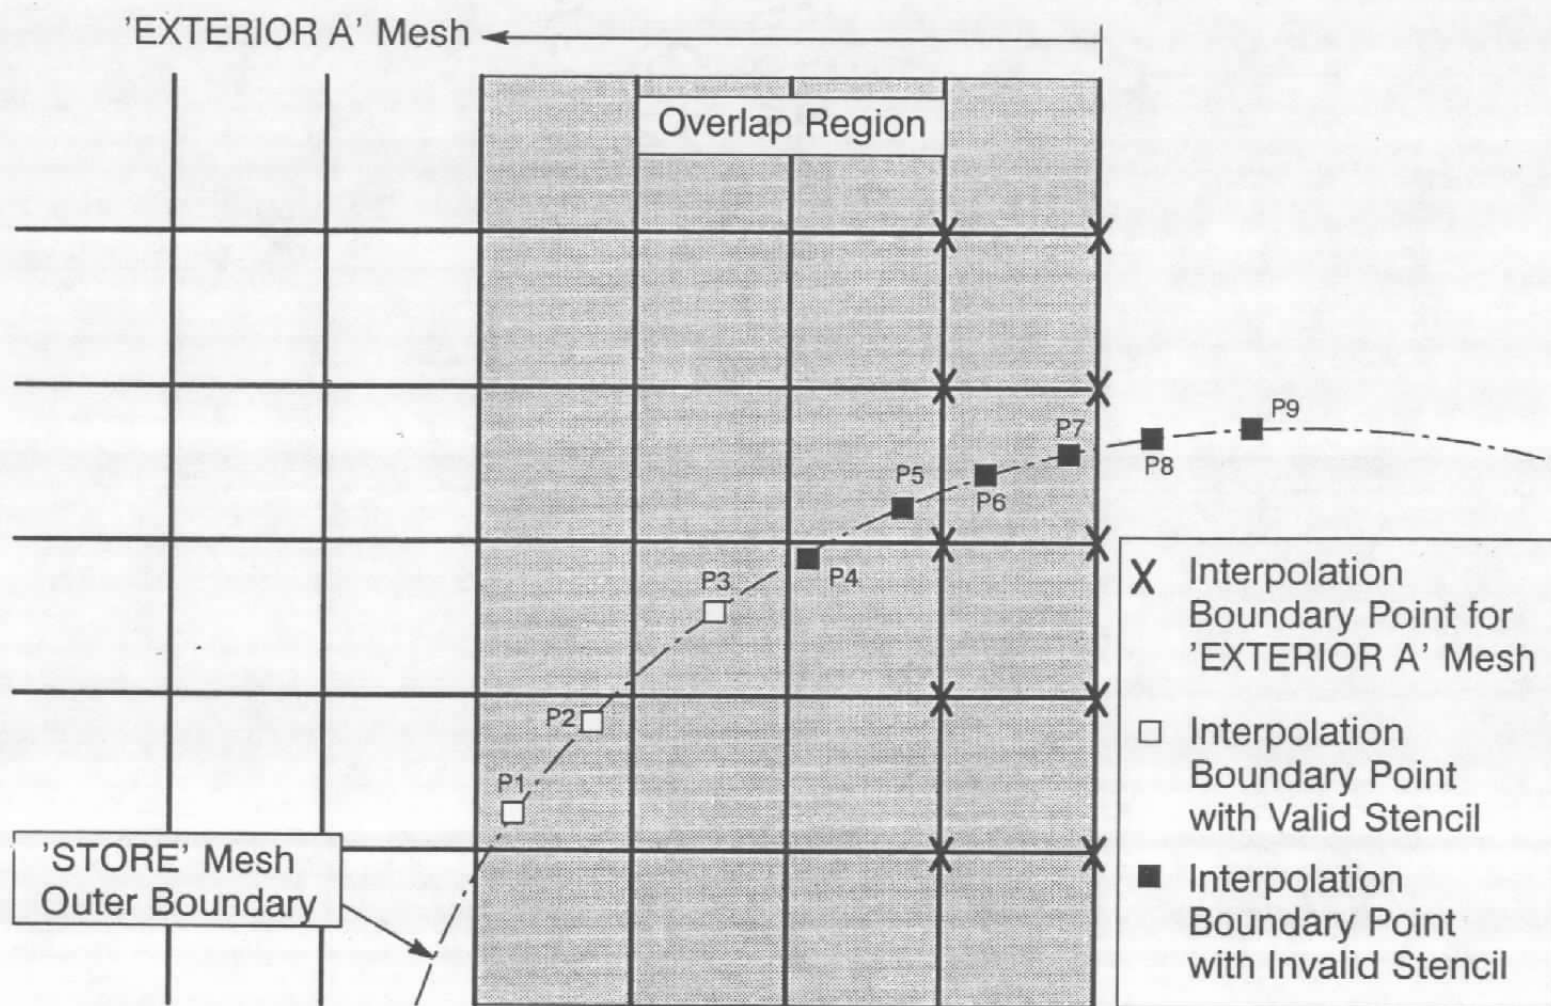 'EXTERIOR A' Mesh
Overlap Region
P9
P7
P8
P5
P6
P4
P3
P2
P1
X Interpolation
Boundary Point for
'EXTERIOR A' Mesh
Interpolation
Boundary Point
with Valid Stencil
Interpolation
Boundary Point
with Invalid Stencil
'STORE' Mesh
Outer Boundary